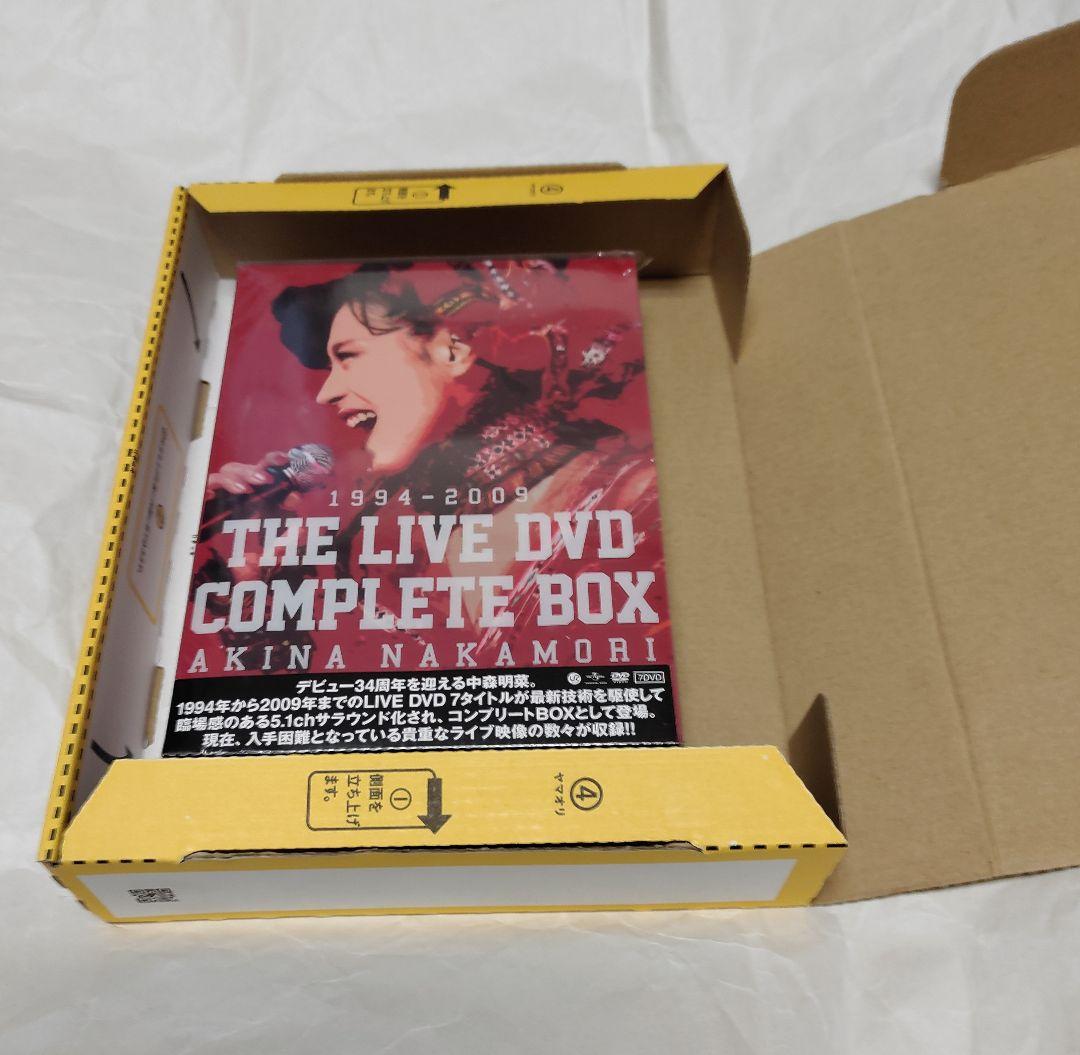 1994-2009
THE LIVE DVD
COMPLETE BOX
AKINA NAKAMORI
デビュー34周年を迎える中森明菜。
DVD
7DVD
1994年から2009年までのLIVE DVD 7タイトルが最新技術を駆使して
臨場感のある5.1chサラウンド化され、コンプリートBOXとして登場。
現在、入手困難となっている貴重なライブ映像の数々が収録!!
①
側面を
立ち上げ
ます。
④
ヤマオリ